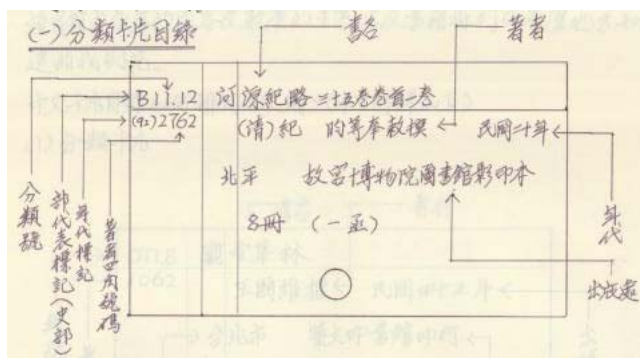 (一)分類卡片目錄
書名
著者
B11.12 河源紀略 三十五卷卷首一卷
(92)2762 (清)紀昀等奉敕撰 民國二十年
北平 故宮博物院圖書館影印本
8冊 (一函)
分類號
部代表標記(史部)
年代標記
著者四角號碼
年代
出版處